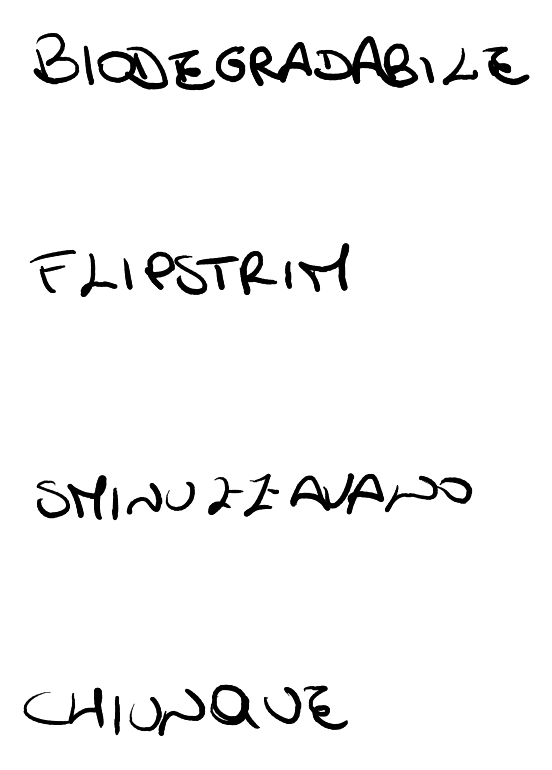 BIODEGRADABILE
FLIPSTRIM
SMINUZZAVANO
CHIUNQUE